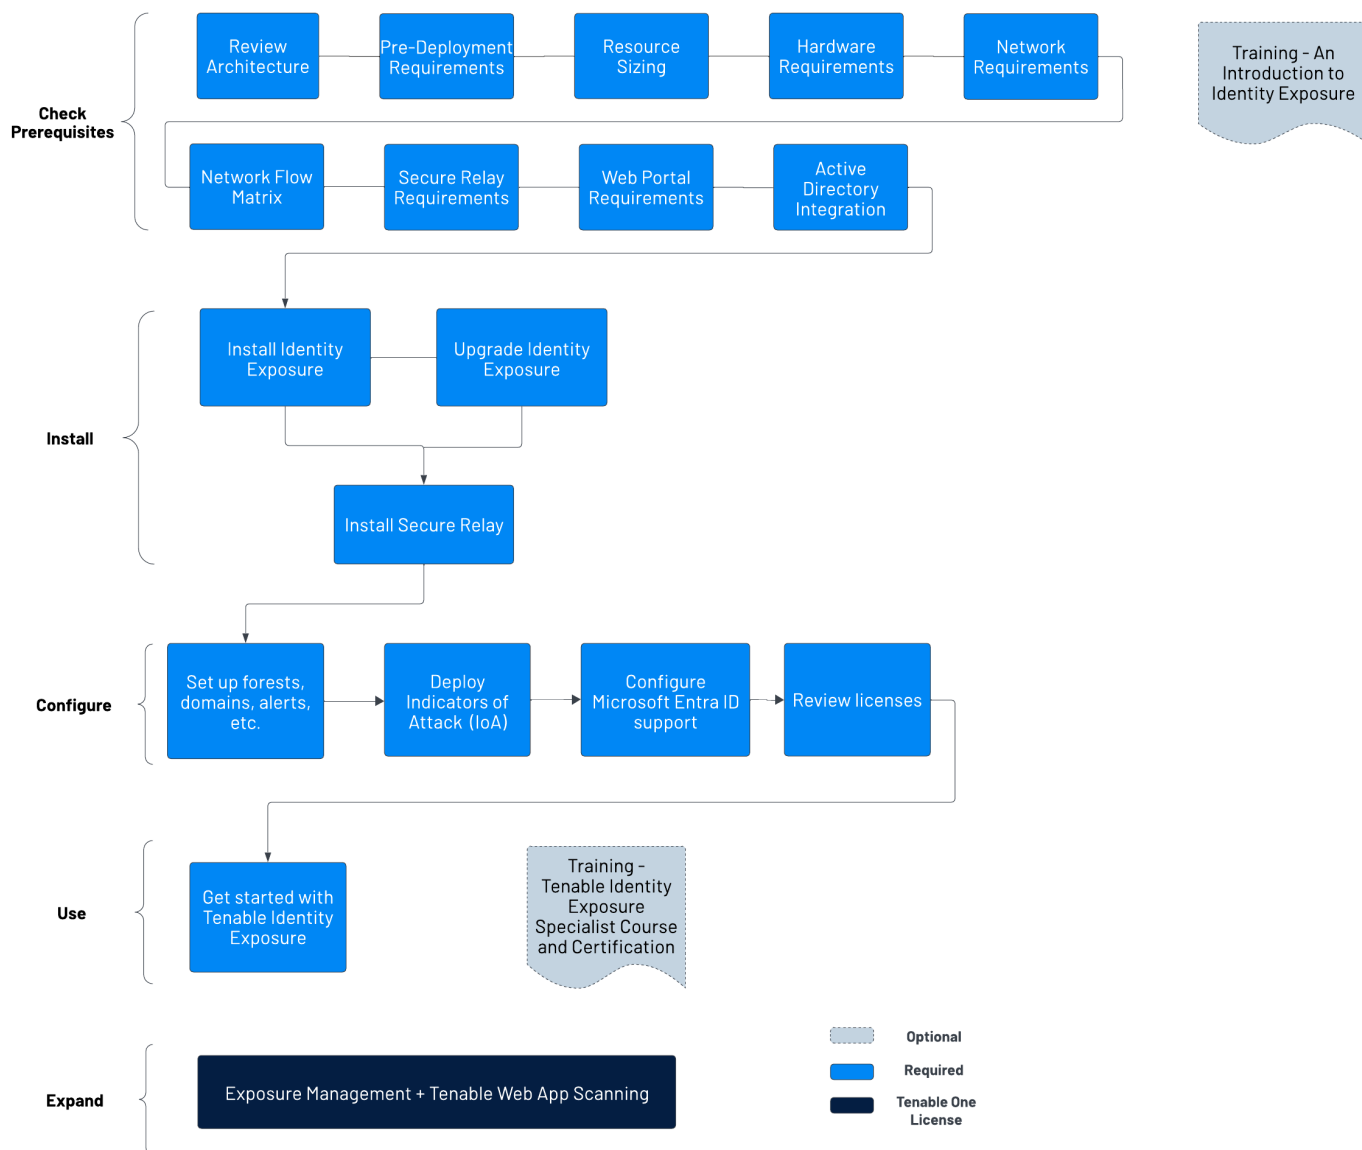 Check
Prerequisites
Review
Architecture
Pre-Deployment
Requirements
Resource
Sizing
Hardware
Requirements
Network
Requirements
Training - An
Introduction to
Identity Exposure
Network Flow
Matrix
Secure Relay
Requirements
Web Portal
Requirements
Active
Directory
Integration
Install
Install Identity
Exposure
Upgrade Identity
Exposure
Install Secure Relay
Configure
Set up forests,
domains, alerts,
etc.
Deploy
Indicators of
Attack (IoA)
Configure
Microsoft Entra ID
support
Review licenses
Use
Get started with
Tenable Identity
Exposure
Training -
Tenable Identity
Exposure
Specialist Course
and Certification
Expand
Exposure Management + Tenable Web App Scanning
Optional
Required
Tenable One
License